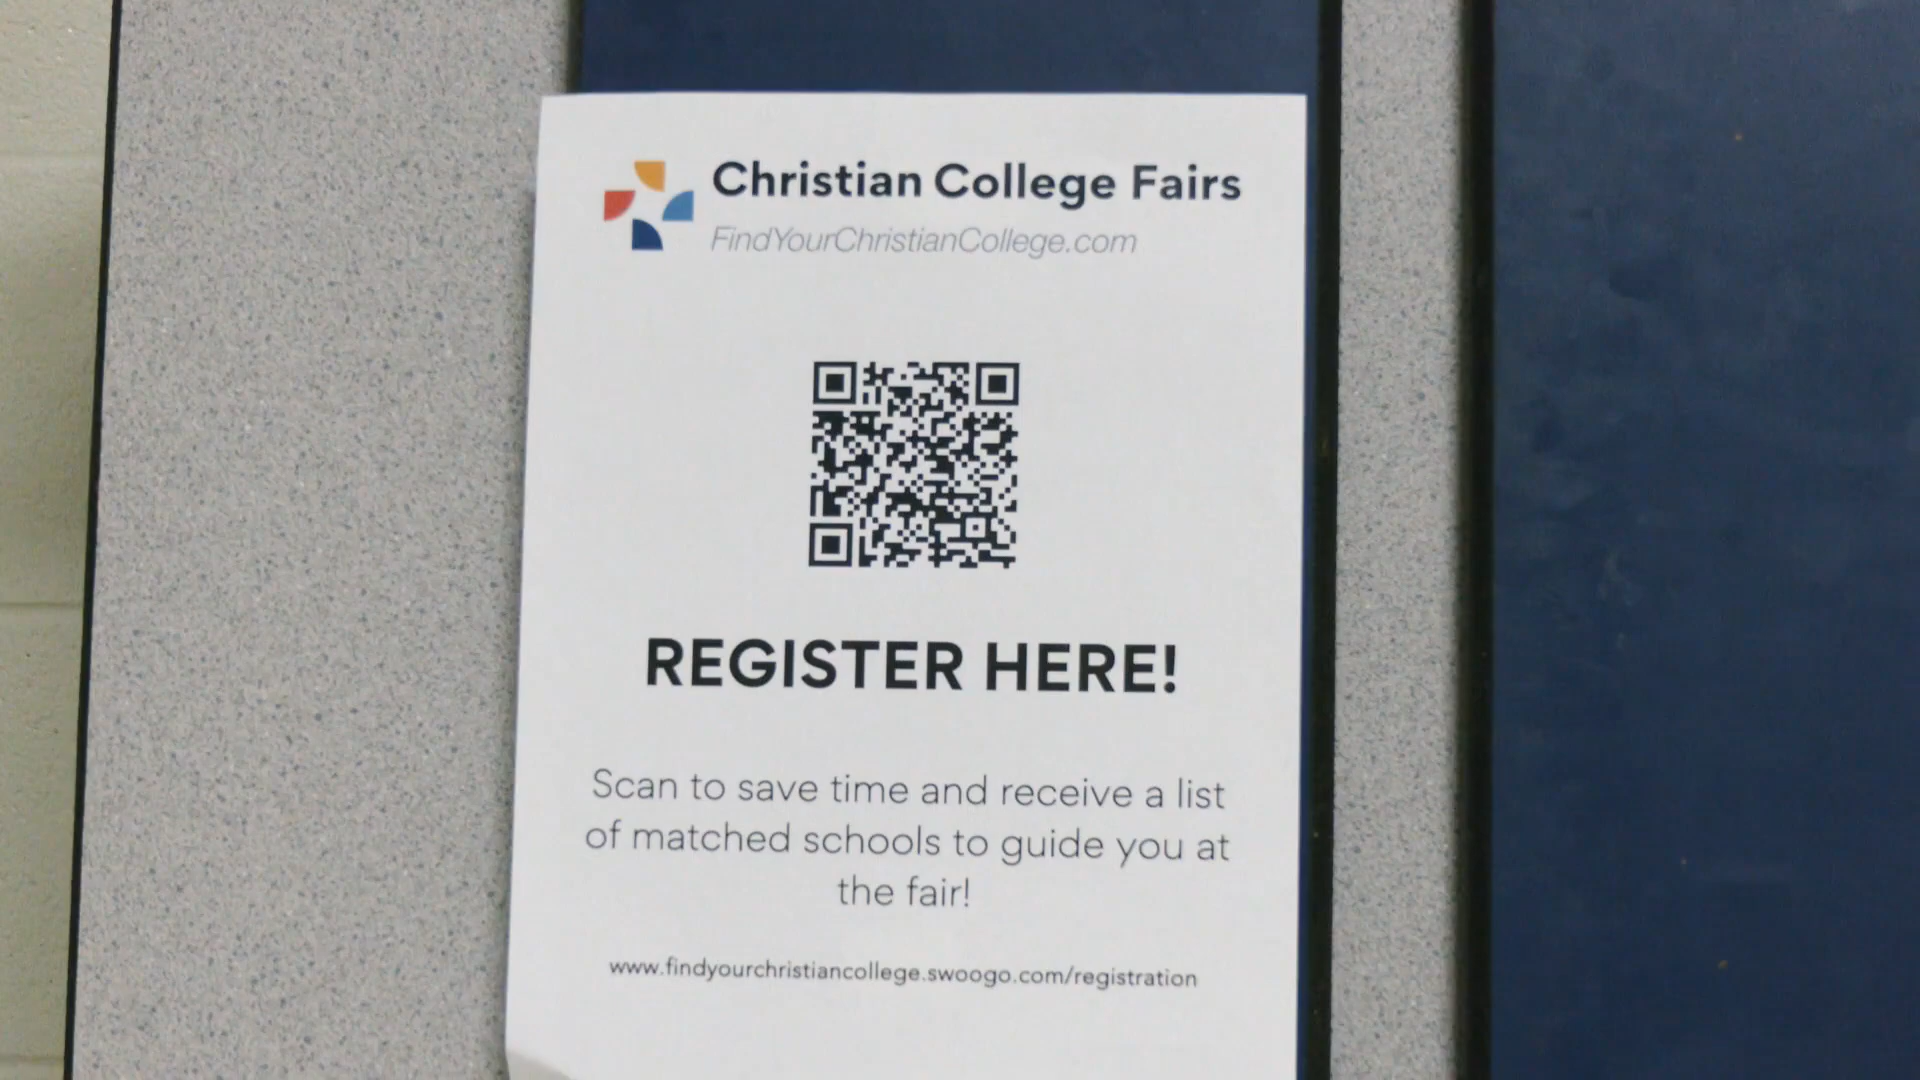 Christian College Fairs
FindYourChristianCollege.com
REGISTER HERE!
Scan to save time and receive a list
of matched schools to guide you at
the fair!
www.findyourchristiancollege.swoogo.com/registration